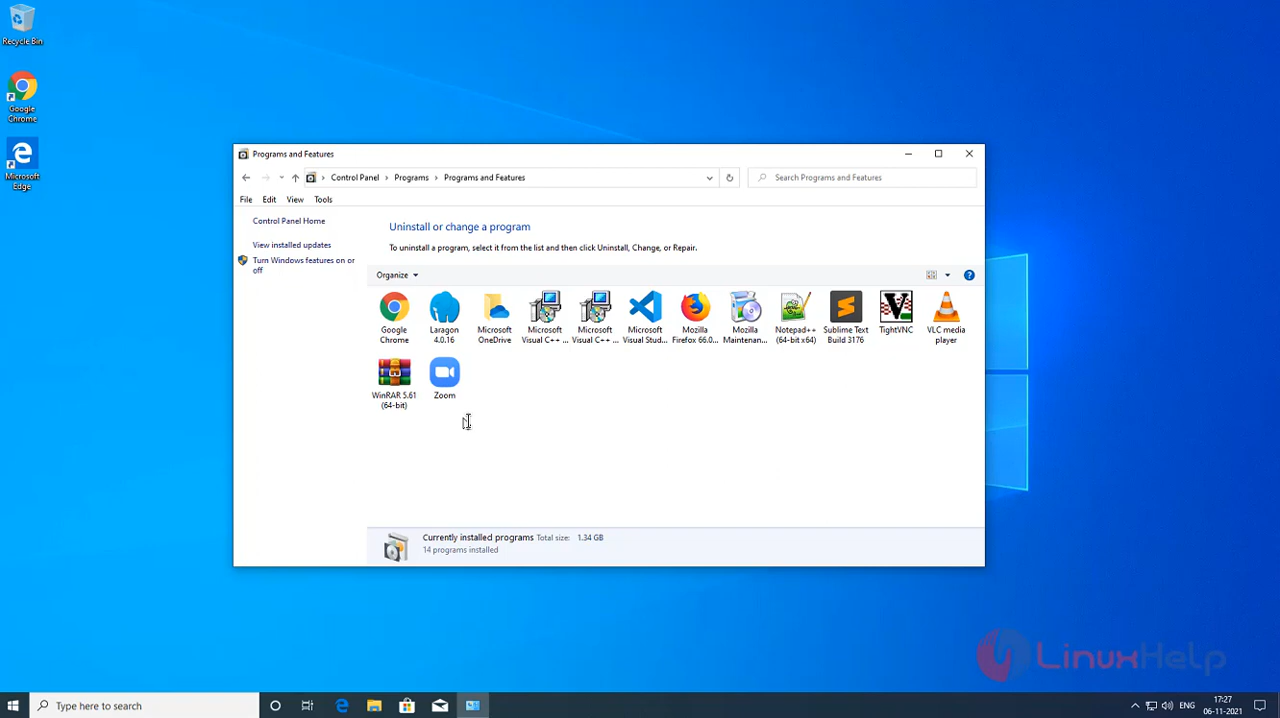 Recycle Bin
Google
Chrome
Microsoft
Edge
Programs and Features
Control Panel > Programs > Programs and Features
Search Programs and Features
File Edit View Tools
Control Panel Home
View installed updates
Turn Windows features on or
off
Uninstall or change a program
To uninstall a program, select it from the list and then click Uninstall, Change, or Repair.
Organize
Google
Chrome
Laragon
4.0.16
Microsoft
OneDrive
Microsoft
Visual C++ ...
Microsoft
Visual C++ ...
Microsoft
Visual Stud...
Mozilla
Firefox 66.0...
Mozilla
Maintenan...
Notepad++
(64-bit x64)
Sublime Text
Build 3176
TightVNC
VLC media
player
WinRAR 5.61
(64-bit)
Zoom
Currently installed programs Total size: 1.34 GB
14 programs installed
LinuxHelp
Type here to search
ENG
17:27
06-11-2021